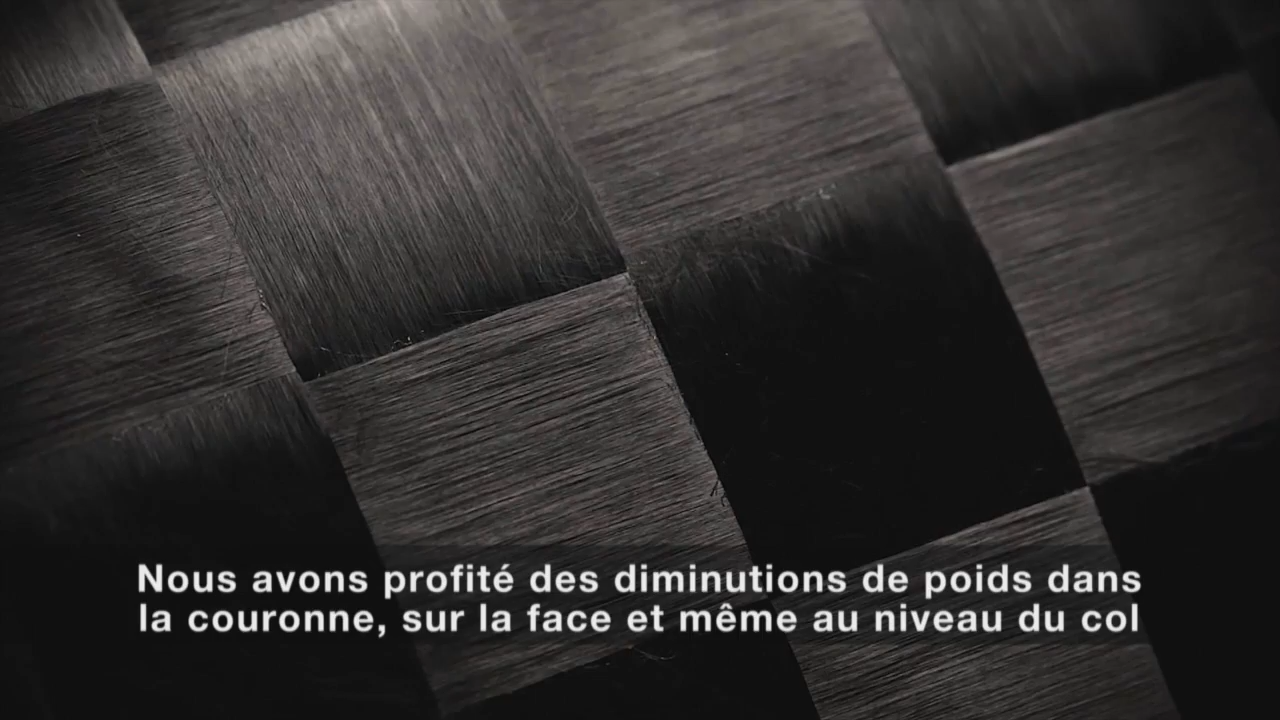 Nous avons profité des diminutions de poids dans
la couronne, sur la face et même au niveau du col